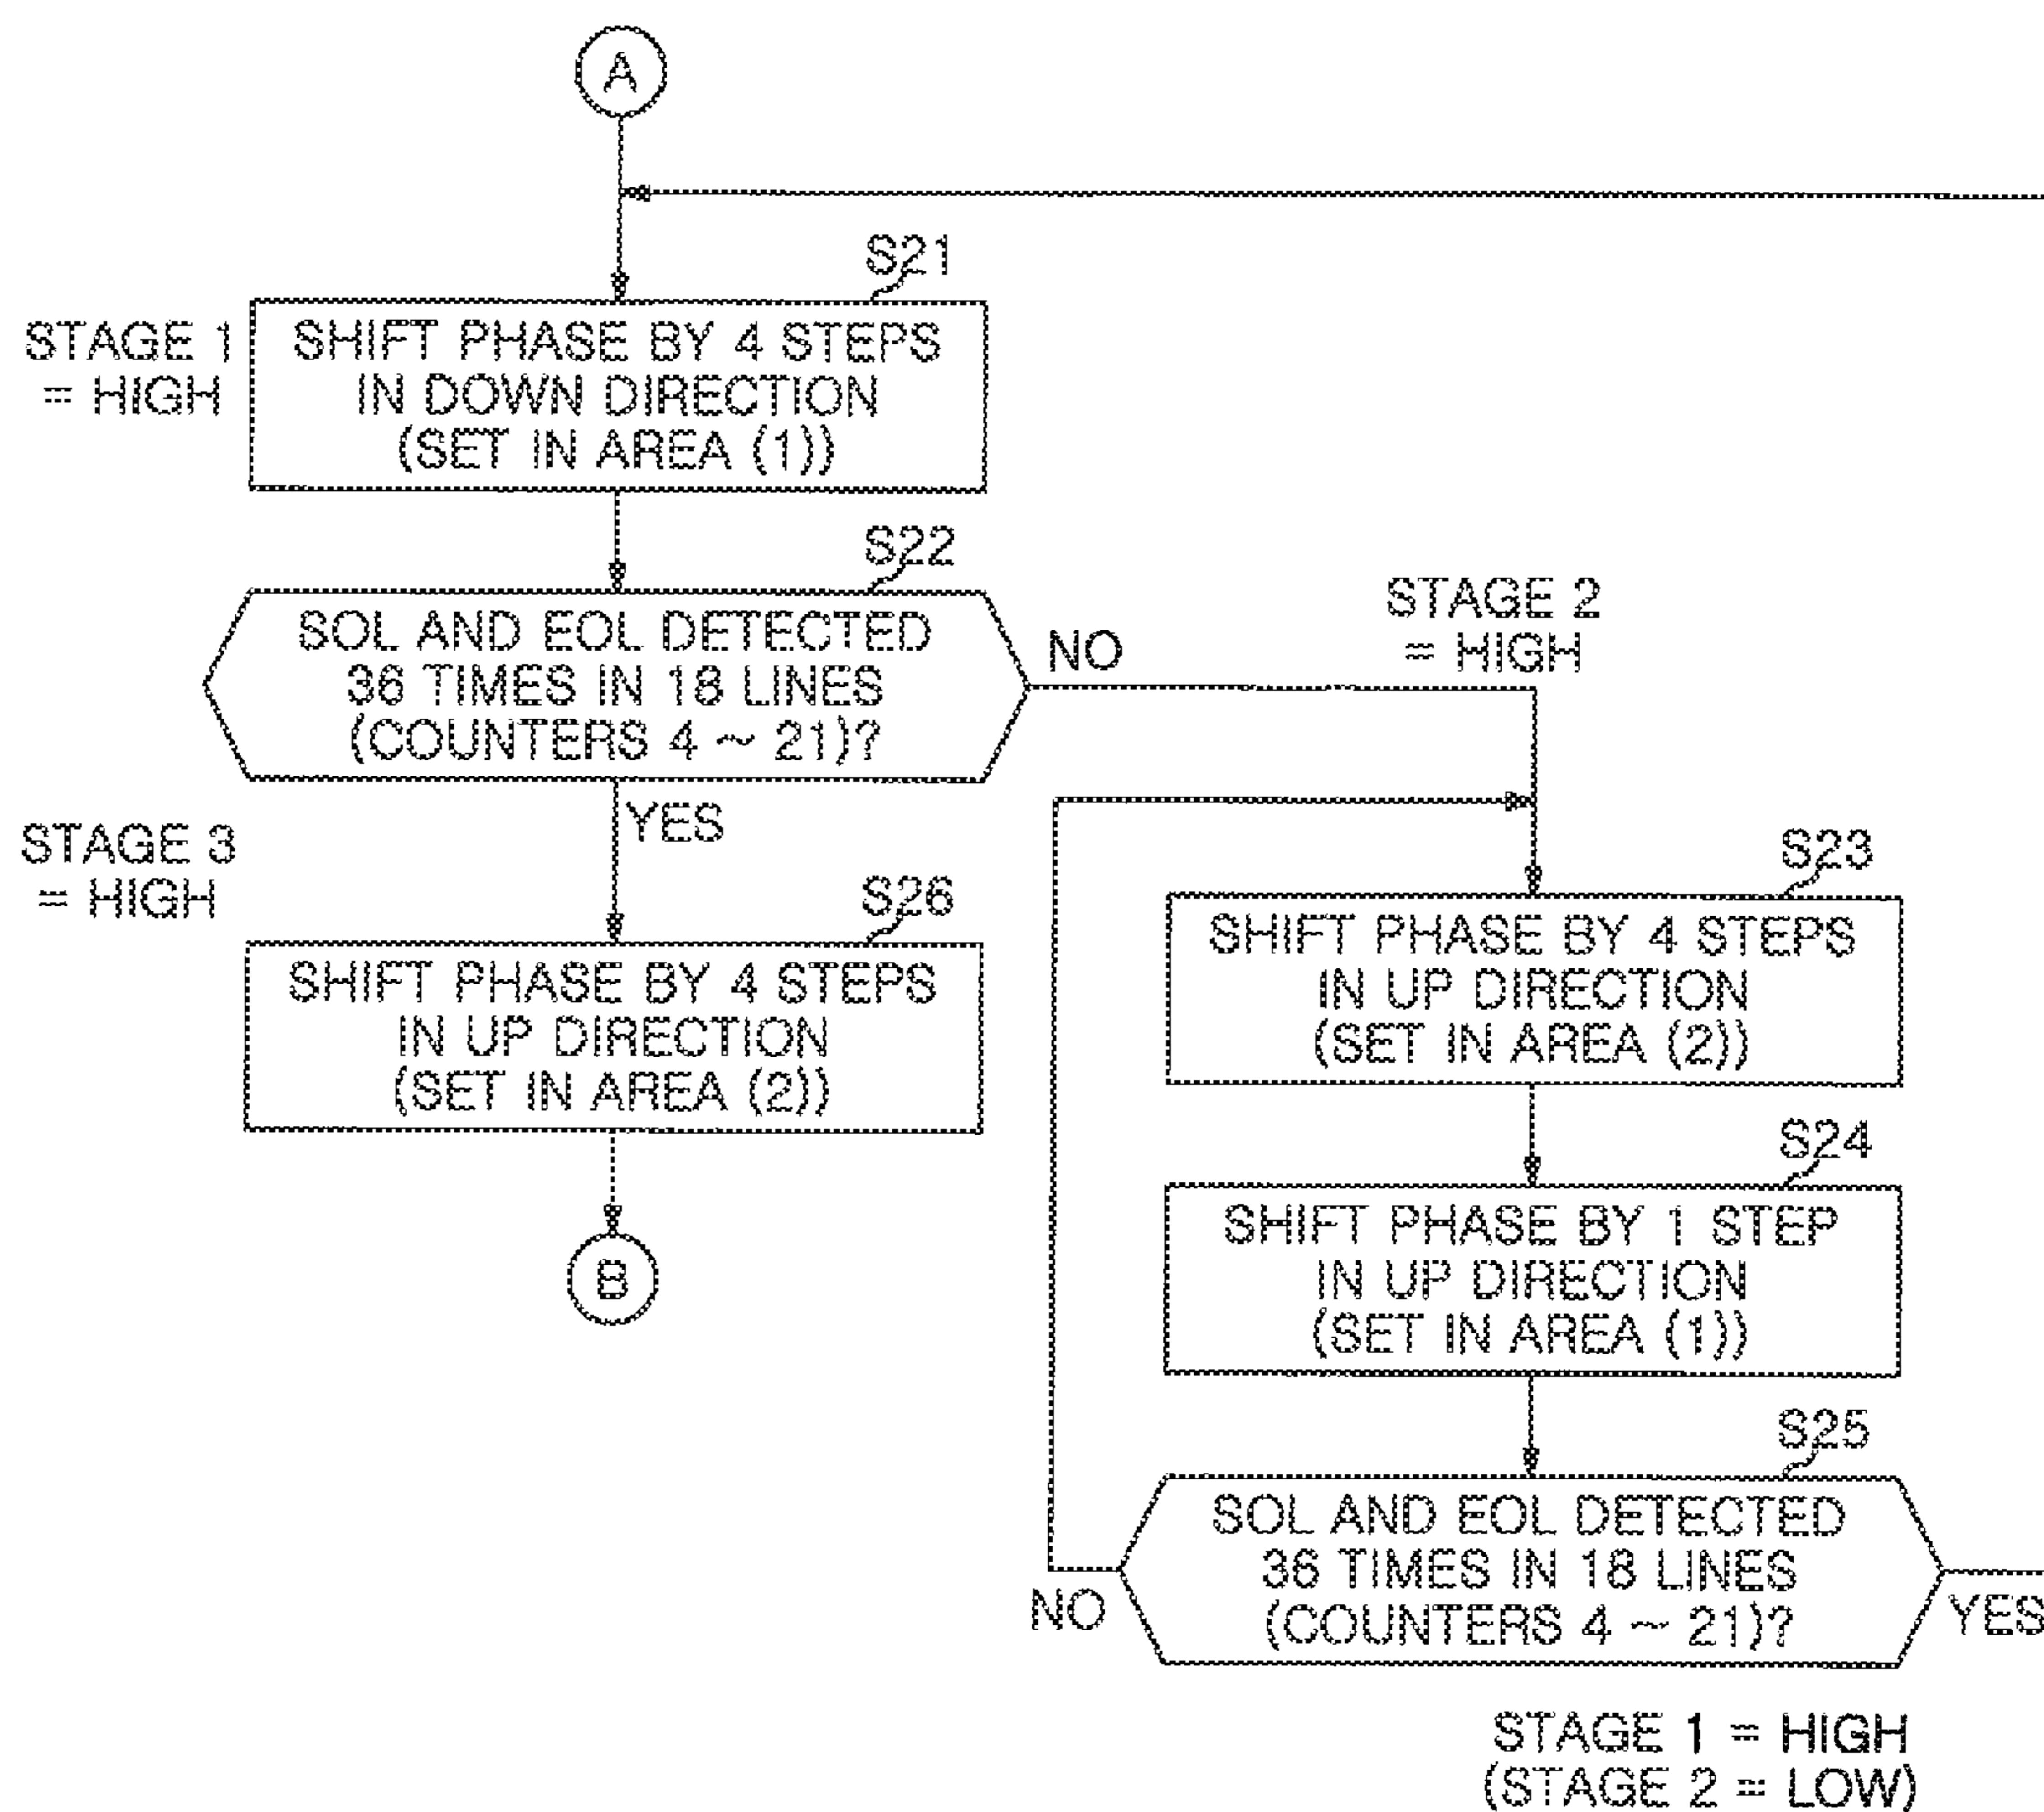 A
S21
STAGE 1
= HIGH
SHIFT PHASE BY 4 STEPS
IN DOWN DIRECTION
(SET IN AREA (1))
S22
SOL AND EOL DETECTED
36 TIMES IN 18 LINES
(COUNTERS 4 ~ 21)?
NO
STAGE 2
= HIGH
YES
STAGE 3
= HIGH
S26
SHIFT PHASE BY 4 STEPS
IN UP DIRECTION
(SET IN AREA (2))
B
S23
SHIFT PHASE BY 4 STEPS
IN UP DIRECTION
(SET IN AREA (2))
S24
SHIFT PHASE BY 1 STEP
IN UP DIRECTION
(SET IN AREA (1))
S25
SOL AND EOL DETECTED
36 TIMES IN 18 LINES
(COUNTERS 4 ~ 21)?
NO
YES
STAGE 1 = HIGH
(STAGE 2 = LOW)